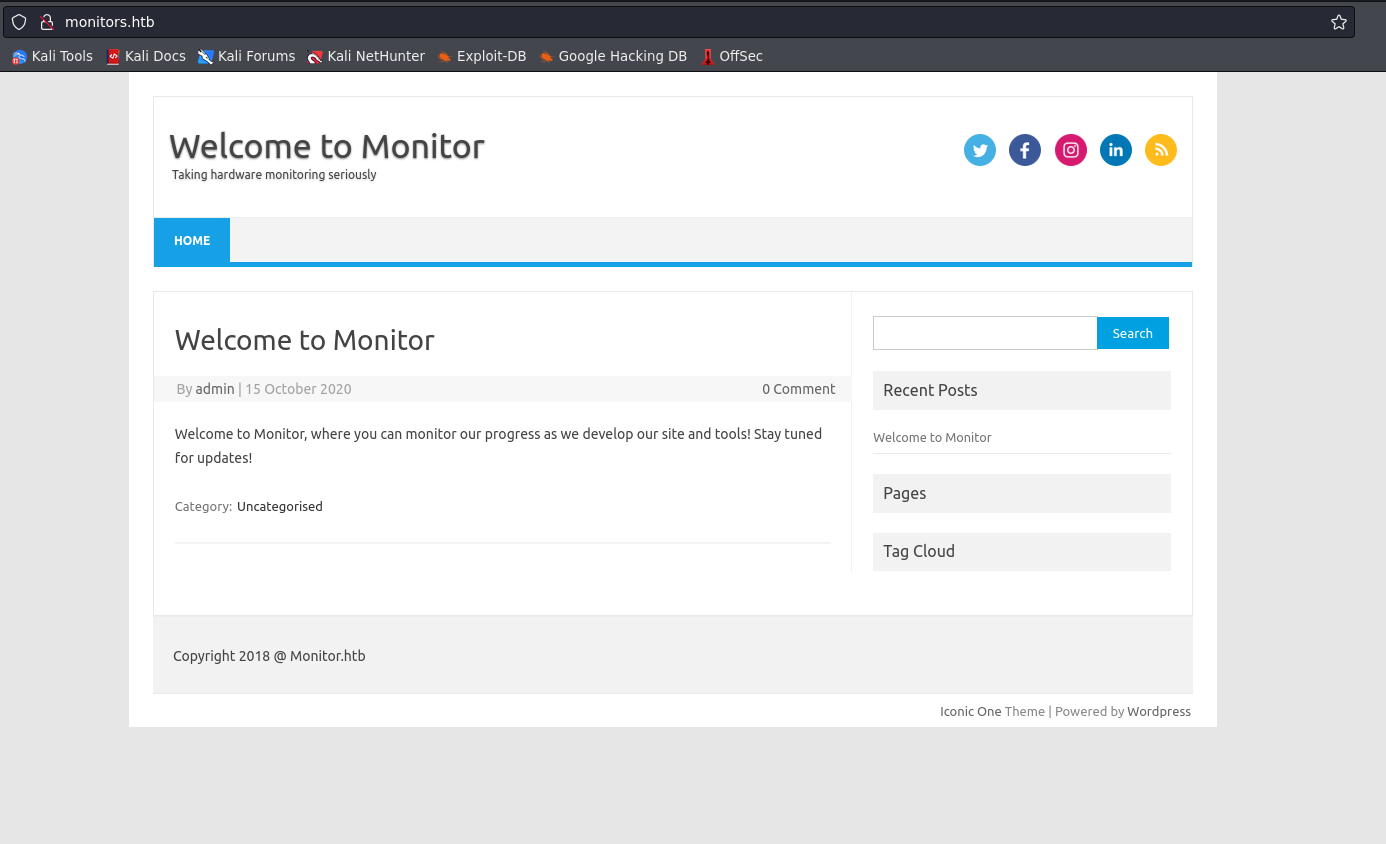 monitors.htb
Kali Tools Kali Docs Kali Forums Kali NetHunter Exploit-DB Google Hacking DB OffSec
Welcome to Monitor
Taking hardware monitoring seriously
HOME
Welcome to Monitor
By admin | 15 October 2020 0 Comment
Welcome to Monitor, where you can monitor our progress as we develop our site and tools! Stay tuned
for updates!
Category: Uncategorised
Search
Recent Posts
Welcome to Monitor
Pages
Tag Cloud
Copyright 2018 @ Monitor.htb
Iconic One Theme | Powered by Wordpress